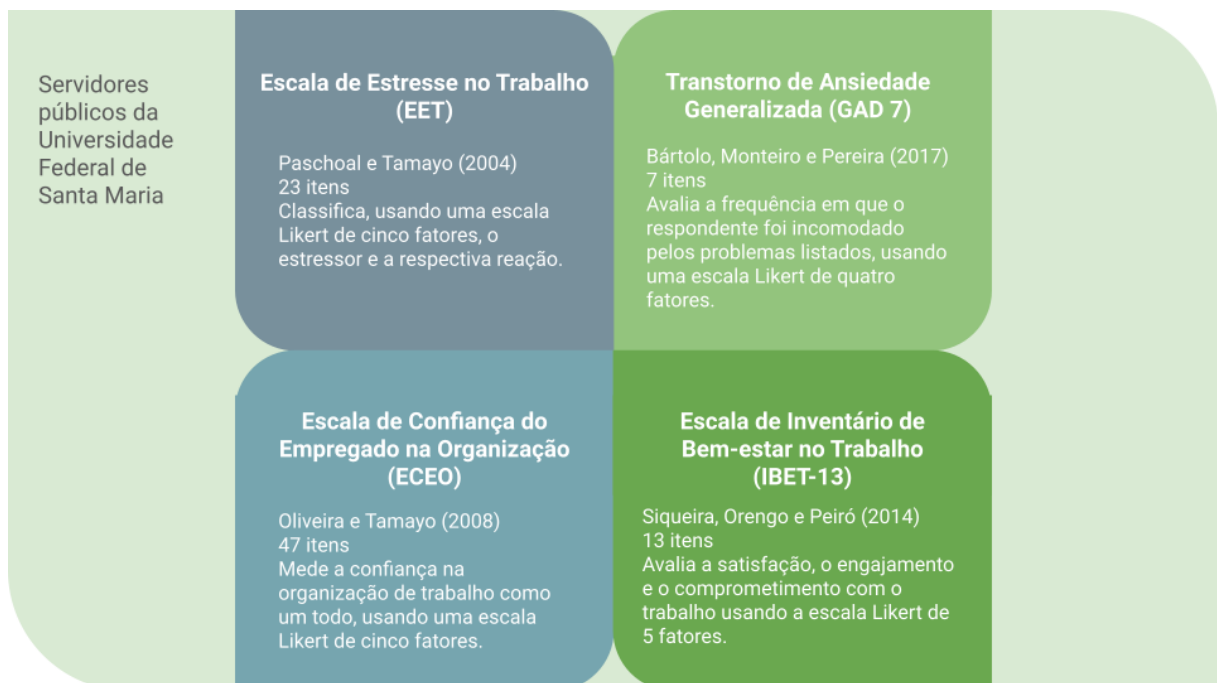 Servidores
públicos da
Universidade
Federal de
Santa Maria
Escala de Estresse no Trabalho
(EET)
Paschoal e Tamayo (2004)
23 itens
Classifica, usando uma escala
Likert de cinco fatores, o
estressor e a respectiva reação.
Transtorno de Ansiedade
Generalizada (GAD 7)
Bártolo, Monteiro e Pereira (2017)
7 itens
Avalia a frequência em que o
respondente foi incomodado
pelos problemas listados, usando
uma escala Likert de quatro
fatores.
Escala de Confiança do
Empregado na Organização
(ECEO)
Oliveira e Tamayo (2008)
47 itens
Mede a confiança na
organização de trabalho como
um todo, usando uma escala
Likert de cinco fatores.
Escala de Inventário de
Bem-estar no Trabalho
(IBET-13)
Siqueira, Orengo e Peiró (2014)
13 itens
Avalia a satisfação, o engajamento
e o comprometimento com o
trabalho usando a escala Likert de
5 fatores.